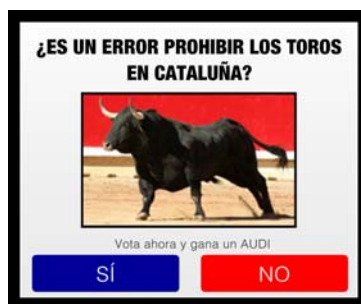 ¿ES UN ERROR PROHIBIR LOS TOROS
EN CATALUÑA?
Vota ahora y gana un AUDI
SÍ
NO